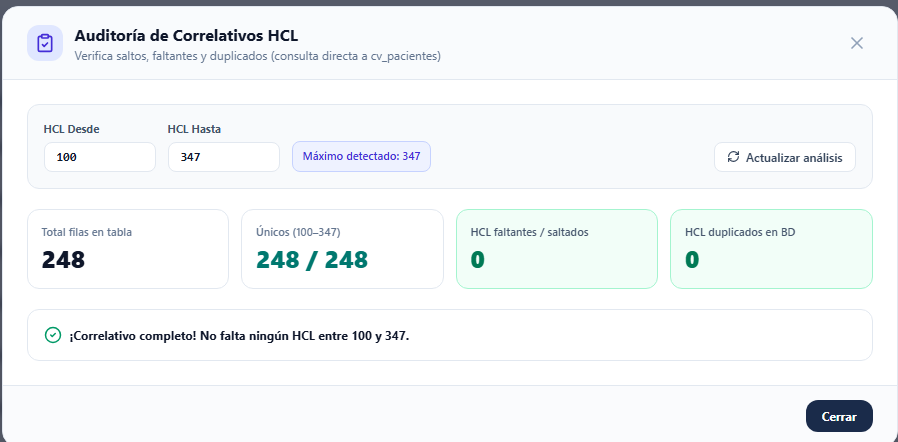 Auditoría de Correlativos HCL
Verifica saltos, faltantes y duplicados (consulta directa a cv_pacientes)
HCL Desde
HCL Hasta
100
347
Máximo detectado: 347
Actualizar análisis
Total filas en tabla
248
Únicos (100–347)
248 / 248
HCL faltantes / saltados
0
HCL duplicados en BD
0
¡Correlativo completo! No falta ningún HCL entre 100 y 347.
Cerrar